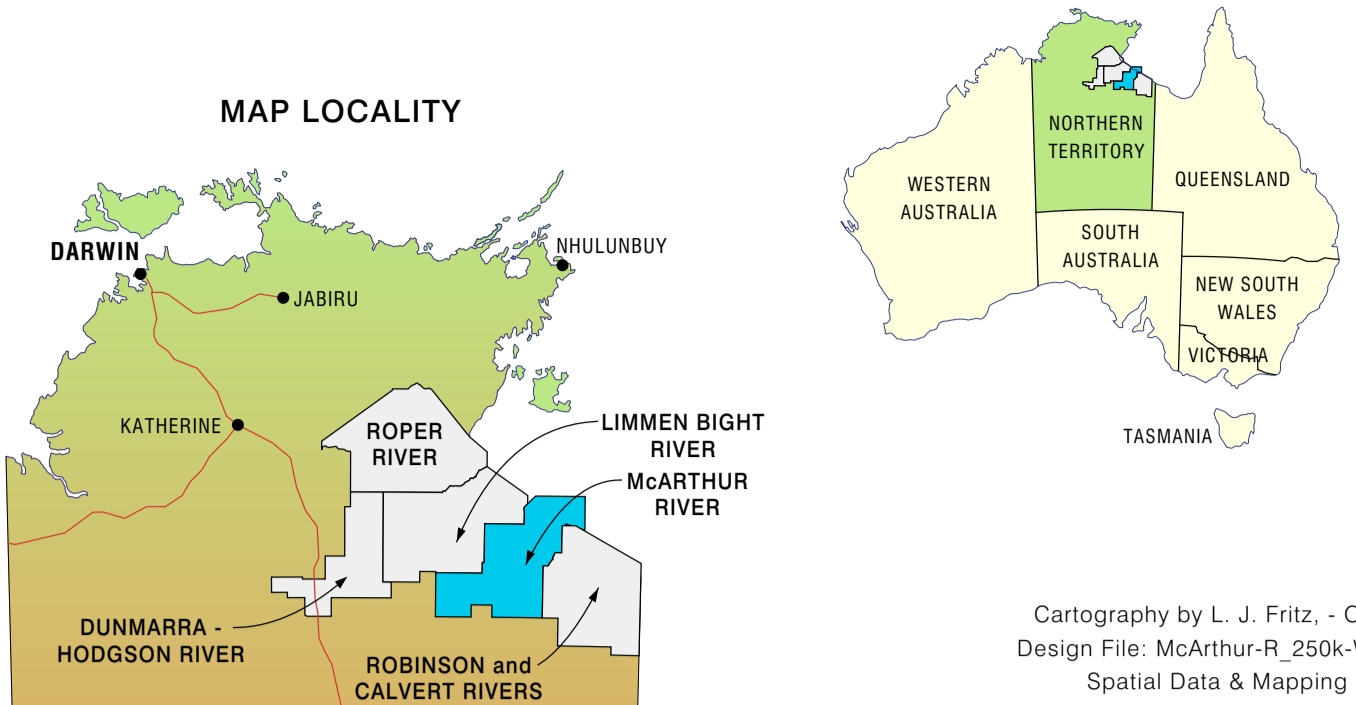 MAP LOCALITY
DARWIN
NHULUNBUY
JABIRU
KATHERINE
ROPER
RIVER
LIMMEN BIGHT
RIVER
McARTHUR
RIVER
DUNMARRA -
HODGSON RIVER
ROBINSON and
CALVERT RIVERS
NORTHERN
TERRITORY
WESTERN
AUSTRALIA
QUEENSLAND
SOUTH
AUSTRALIA
NEW SOUTH
WALES
VICTORIA
TASMANIA
Cartography by L. J. Fritz, -
Design File: McArthur-R_250k-
Spatial Data & Mapping